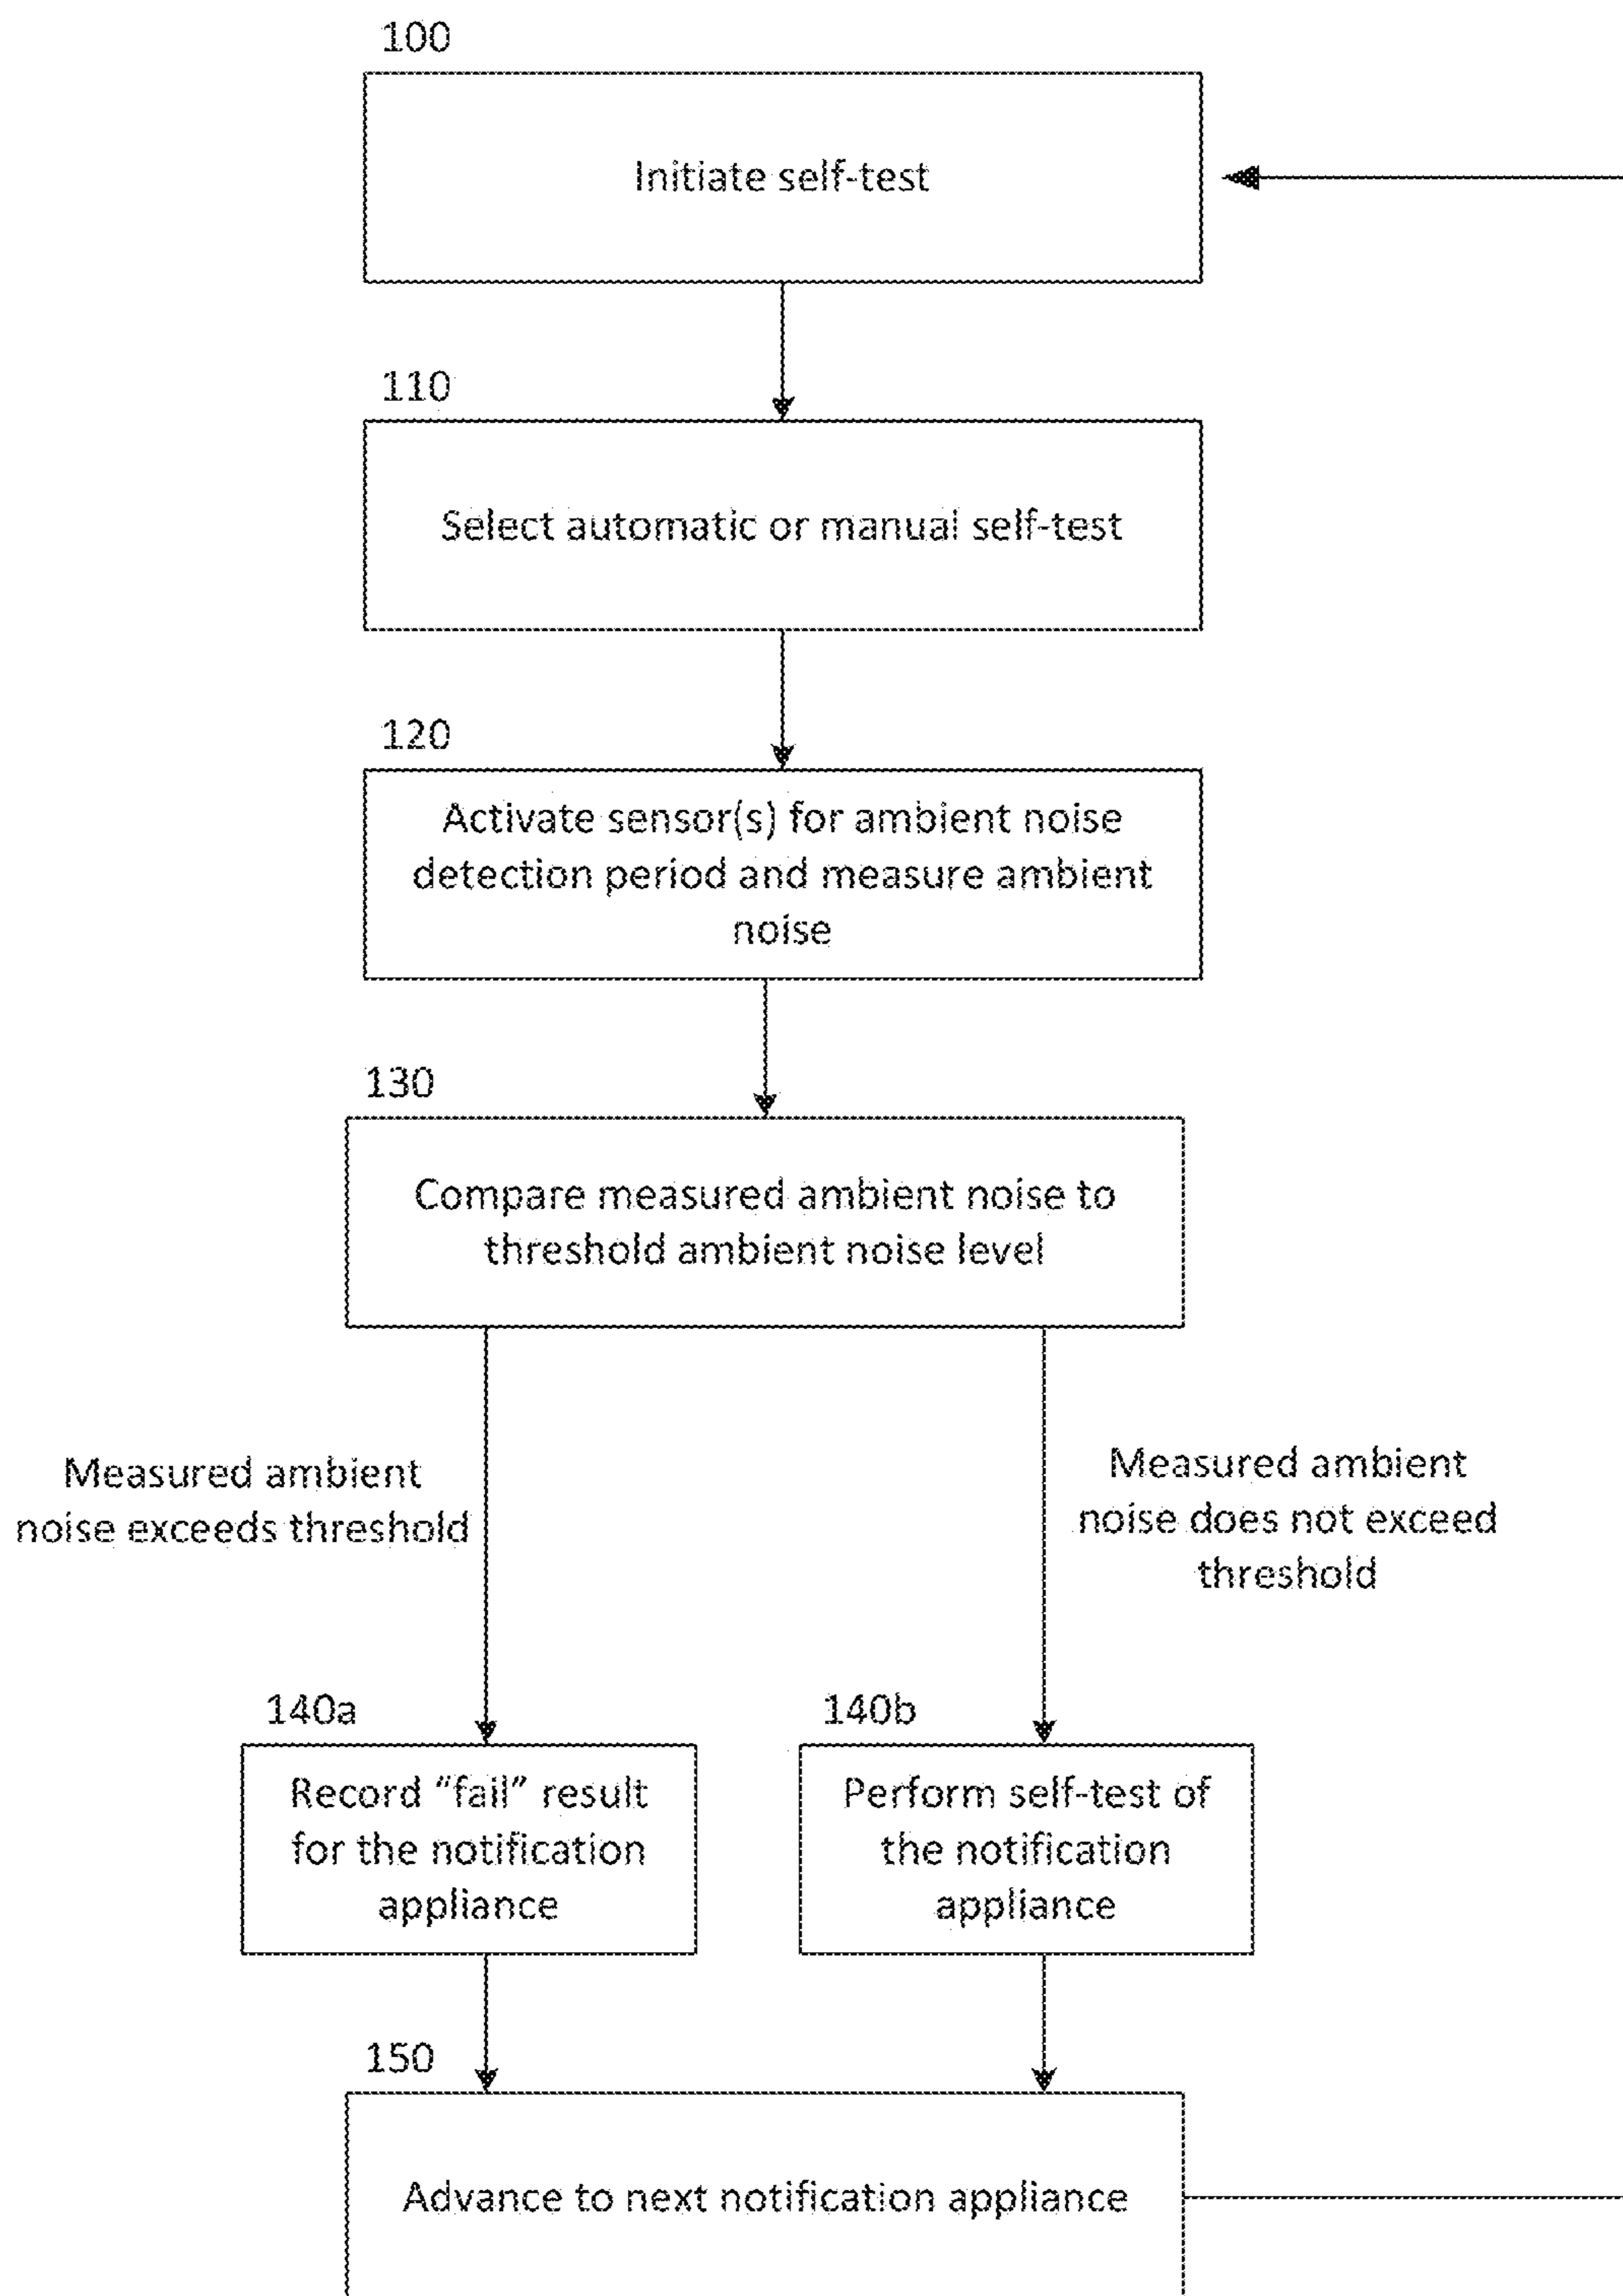 100
Initiate self-test
110
Select automatic or manual self-test
120
Activate sensor(s) for ambient noise
detection period and measure ambient
noise
130
Compare measured ambient noise to
threshold ambient noise level
Measured ambient
noise exceeds threshold
Measured ambient
noise does not exceed
threshold
140a
Record “fail” result
for the notification
appliance
140b
Perform self-test of
the notification
appliance
150
Advance to next notification appliance